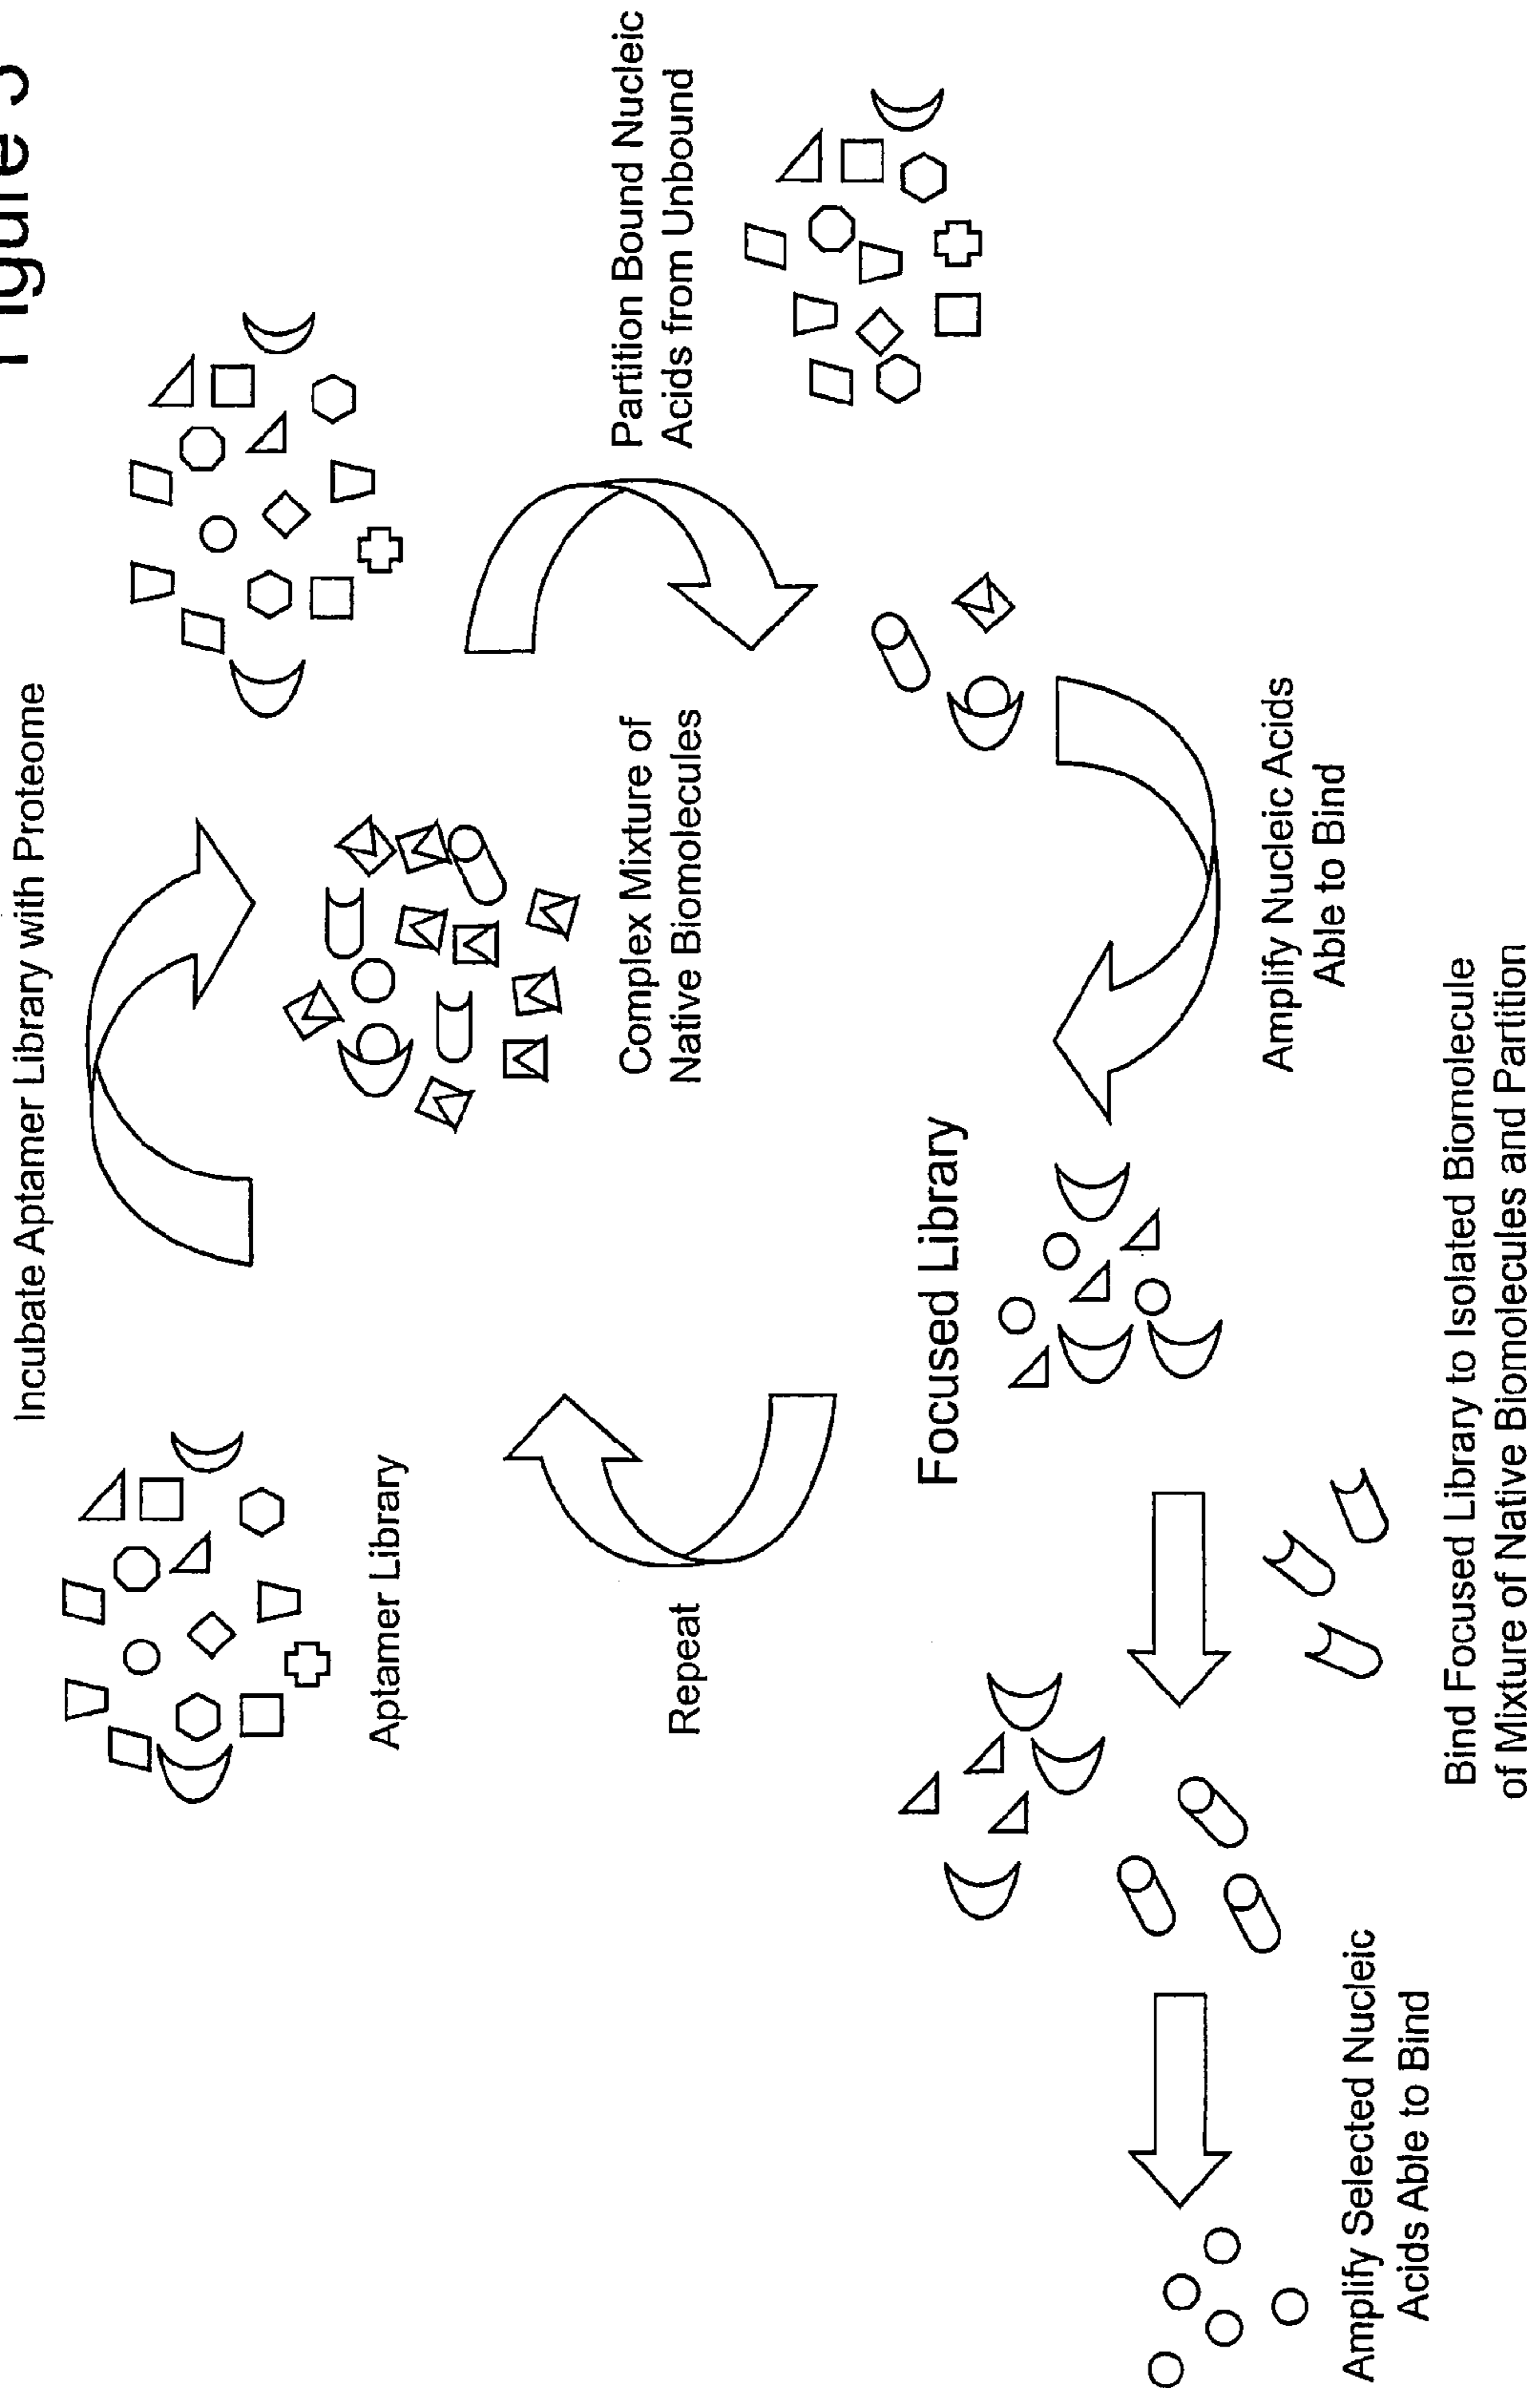 Figure 3
Incubate Aptamer Library with Proteome
Aptamer Library
Complex Mixture of
Native Biomolecules
Partition Bound Nucleic
Acids from Unbound
Repeat
Focused Library
Amplify Nucleic Acids
Able to Bind
Bind Focused Library to Isolated Biomolecule
of Mixture of Native Biomolecules and Partition
Amplify Selected Nucleic
Acids Able to Bind